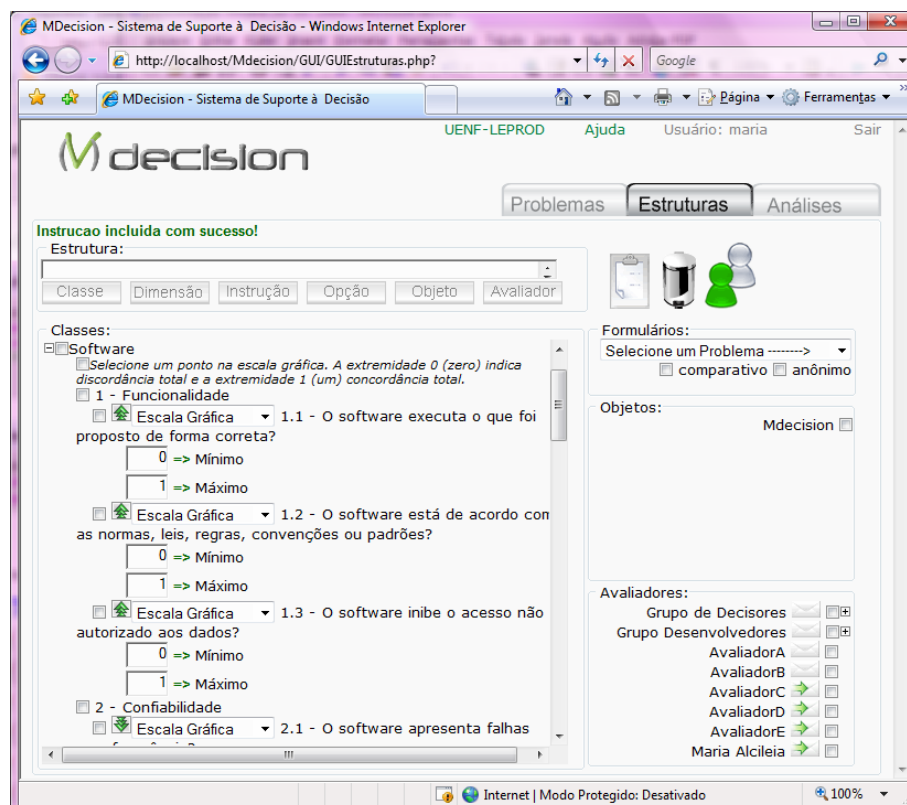 MDecision - Sistema de Suporte à Decisão - Windows Internet Explorer
http://localhost/Mdecision/GUI/GUIEstruturas.php?
Google
MDecision - Sistema de Suporte à Decisão
Página
Ferramentas
UENF-LEPROD Ajuda Usuário: maria Sair
Mdecision
Problemas Estruturas Análises
Instrucao incluida com sucesso!
Estrutura:
Classe Dimensão Instrução Opção Objeto Avaliador
Classes:
Software
Selecione um ponto na escala gráfica. A extremidade 0 (zero) indica
discordância total e a extremidade 1 (um) concordância total.
1 - Funcionalidade
Escala Gráfica 1.1 - O software executa o que foi
proposto de forma correta?
0 => Mínimo
1 => Máximo
Escala Gráfica 1.2 - O software está de acordo com
as normas, leis, regras, convenções ou padrões?
0 => Mínimo
1 => Máximo
Escala Gráfica 1.3 - O software inibe o acesso não
autorizado aos dados?
0 => Mínimo
1 => Máximo
2 - Confiabilidade
Escala Gráfica 2.1 - O software apresenta falhas
Formulários:
Selecione um Problema -------->
comparativo anônimo
Objetos:
Mdecision
Avaliadores:
Grupo de Decisores
Grupo Desenvolvedores
AvaliadorA
AvaliadorB
AvaliadorC
AvaliadorD
AvaliadorE
Maria Alcileia
Internet | Modo Protegido: Desativado
100%